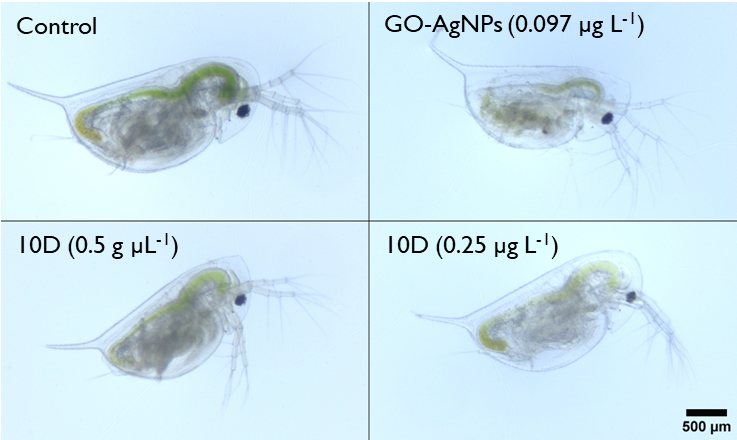 Control
GO-AgNPs (0.097 µg L-1)
10D (0.5 g µL-1)
10D (0.25 µg L-1)
500 µm